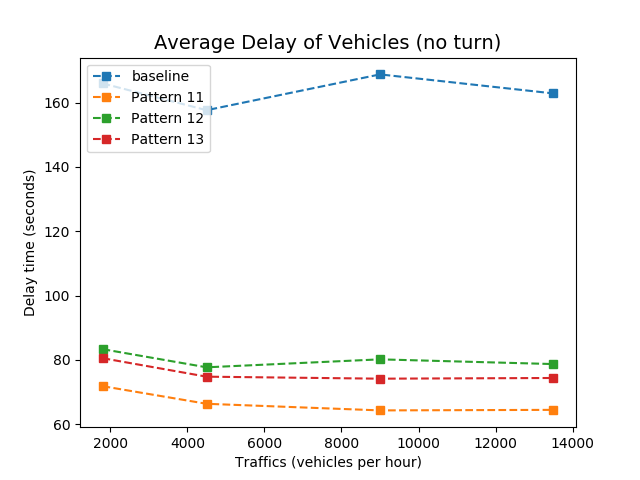 Average Delay of Vehicles (no turn)
baseline
Pattern 11
Pattern 12
Pattern 13
Delay time (seconds)
160
140
120
100
80
60
2000 4000 6000 8000 10000 12000 14000
Traffics (vehicles per hour)